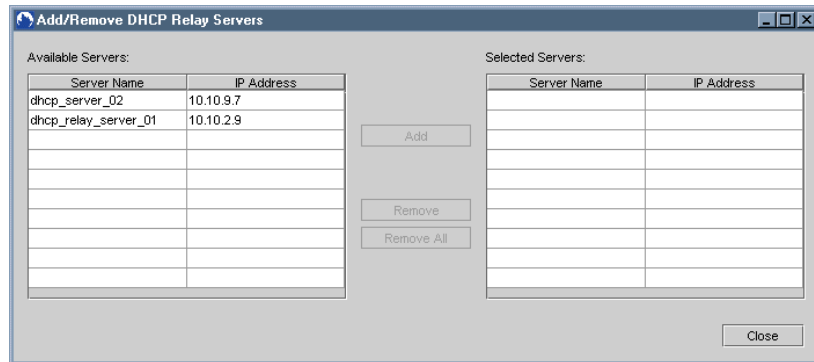 Add/Remove DHCP Relay Servers
Available Servers:
Selected Servers:
Server Name IP Address
Server Name IP Address
dhcp_server_02 10.10.9.7
dhcp_relay_server_01 10.10.2.9
Add
Remove
Remove All
Close